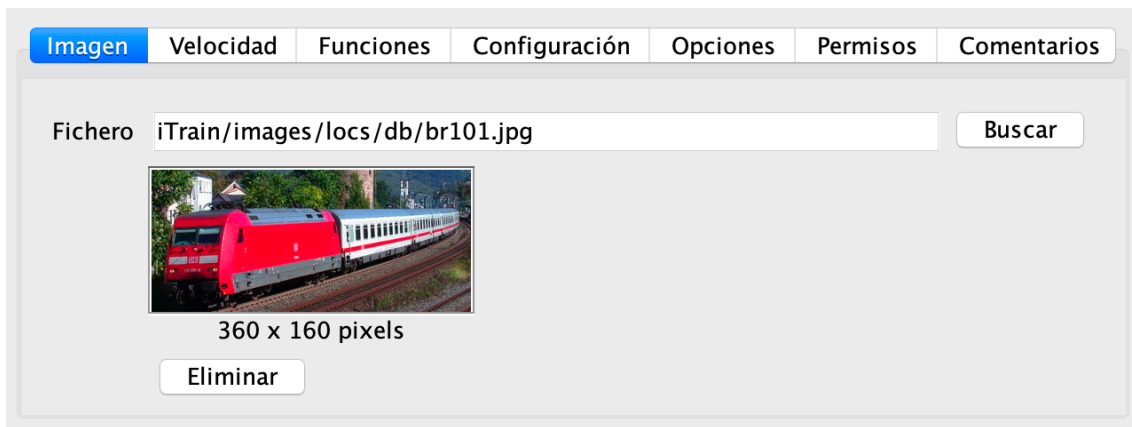 Imagen Velocidad Funciones Configuración Opciones Permisos Comentarios
Fichero iTrain/images/locs/db/br101.jpg Buscar
360 x 160 pixels
Eliminar